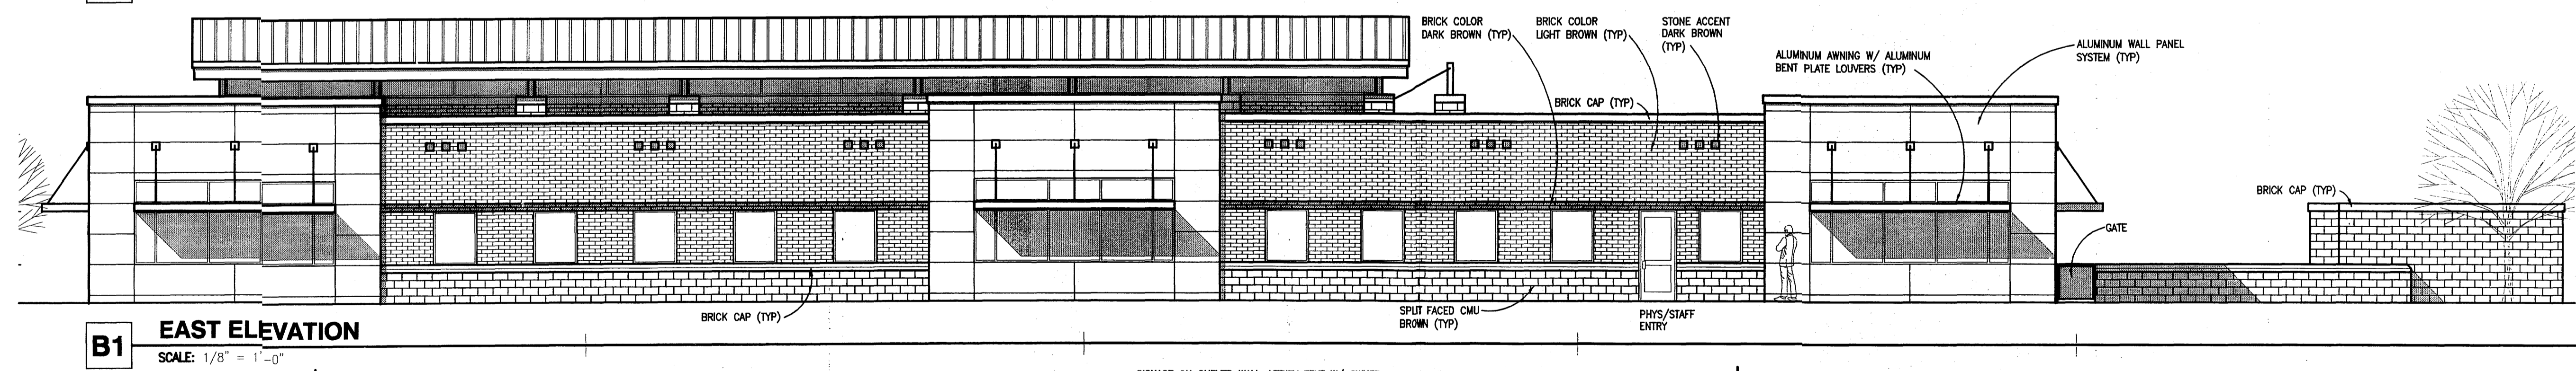 BRICK COLOR
DARK BROWN (TYP)
BRICK COLOR
LIGHT BROWN (TYP)
STONE ACCENT
DARK BROWN
(TYP)
ALUMINUM AWNING W/ ALUMINUM
BENT PLATE LOUVERS (TYP)
ALUMINUM WALL PANEL
SYSTEM (TYP)
BRICK CAP (TYP)
BRICK CAP (TYP)
GATE
BRICK CAP (TYP)
SPLIT FACED CMU
BROWN (TYP)
PHYS/STAFF
ENTRY
B1
EAST ELEVATION
SCALE: 1/8" = 1'-0"